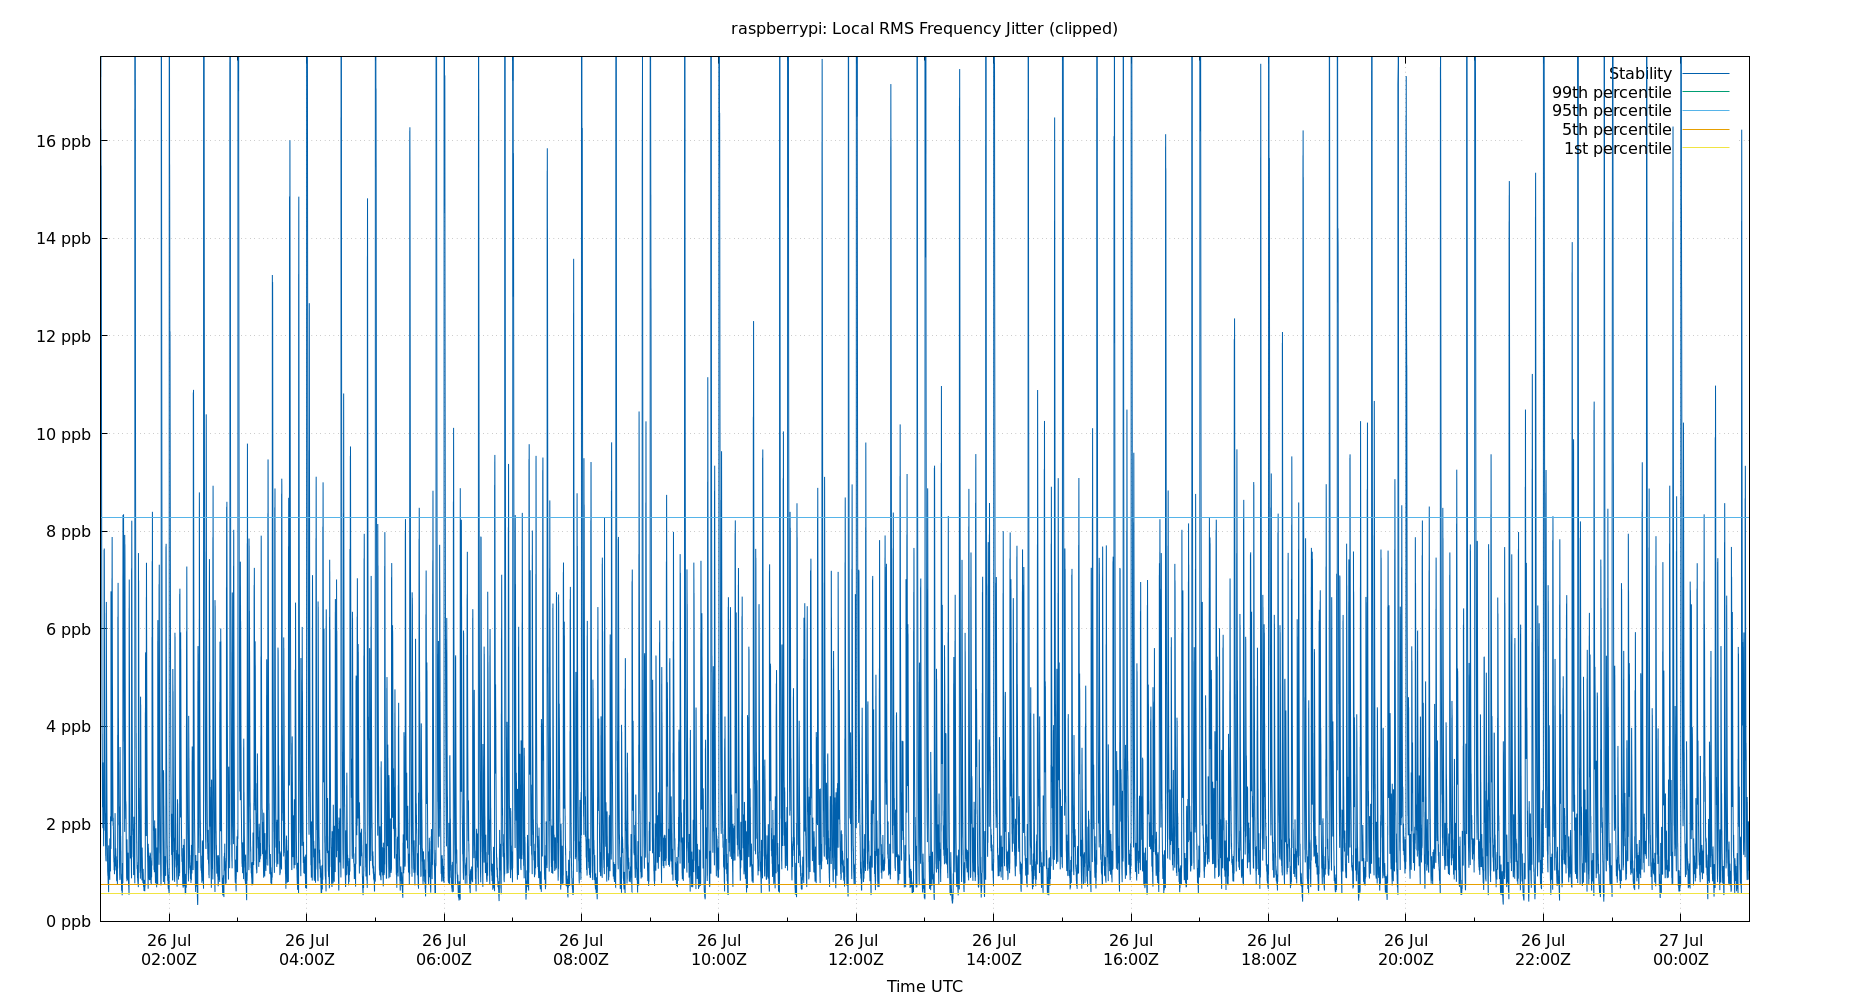 raspberrypi: Local RMS Frequency Jitter (clipped)
Stability
99th percentile
95th percentile
5th percentile
1st percentile
16 ppb
14 ppb
12 ppb
10 ppb
8 ppb
6 ppb
4 ppb
2 ppb
0 ppb
26 Jul 26 Jul 26 Jul 26 Jul 26 Jul 26 Jul 26 Jul 26 Jul 26 Jul 26 Jul 26 Jul 27 Jul
02:00Z 04:00Z 06:00Z 08:00Z 10:00Z 12:00Z 14:00Z 16:00Z 18:00Z 20:00Z 22:00Z 00:00Z
Time UTC